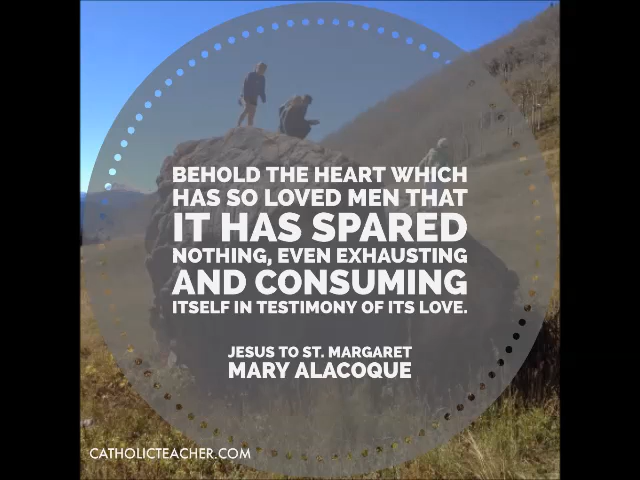 BEHOLD THE HEART WHICH
HAS SO LOVED MEN THAT
IT HAS SPARED
NOTHING, EVEN EXHAUSTING
AND CONSUMING
ITSELF IN TESTIMONY OF ITS LOVE.
JESUS TO ST. MARGARET
MARY ALACOQUE
CATHOLICTEACHER.COM